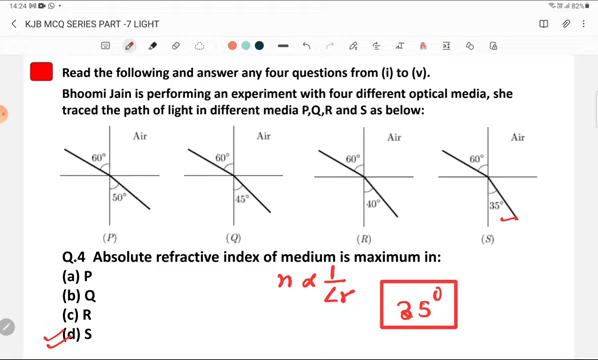 14:24
82%
KJB MCQ SERIES PART -7 LIGHT
Read the following and answer any four questions from (i) to (v).
Bhoomi Jain is performing an experiment with four different optical media, she
traced the path of light in different media P,Q,R and S as below:
Air Air Air Air
60° 60° 60° 60°
50° 45° 40° 35°
(P) (Q) (R) (S)
Q.4 Absolute refractive index of medium is maximum in:
(a) P
(b) Q
(c) R
(d) S
n ∝ 1/∠r
35°